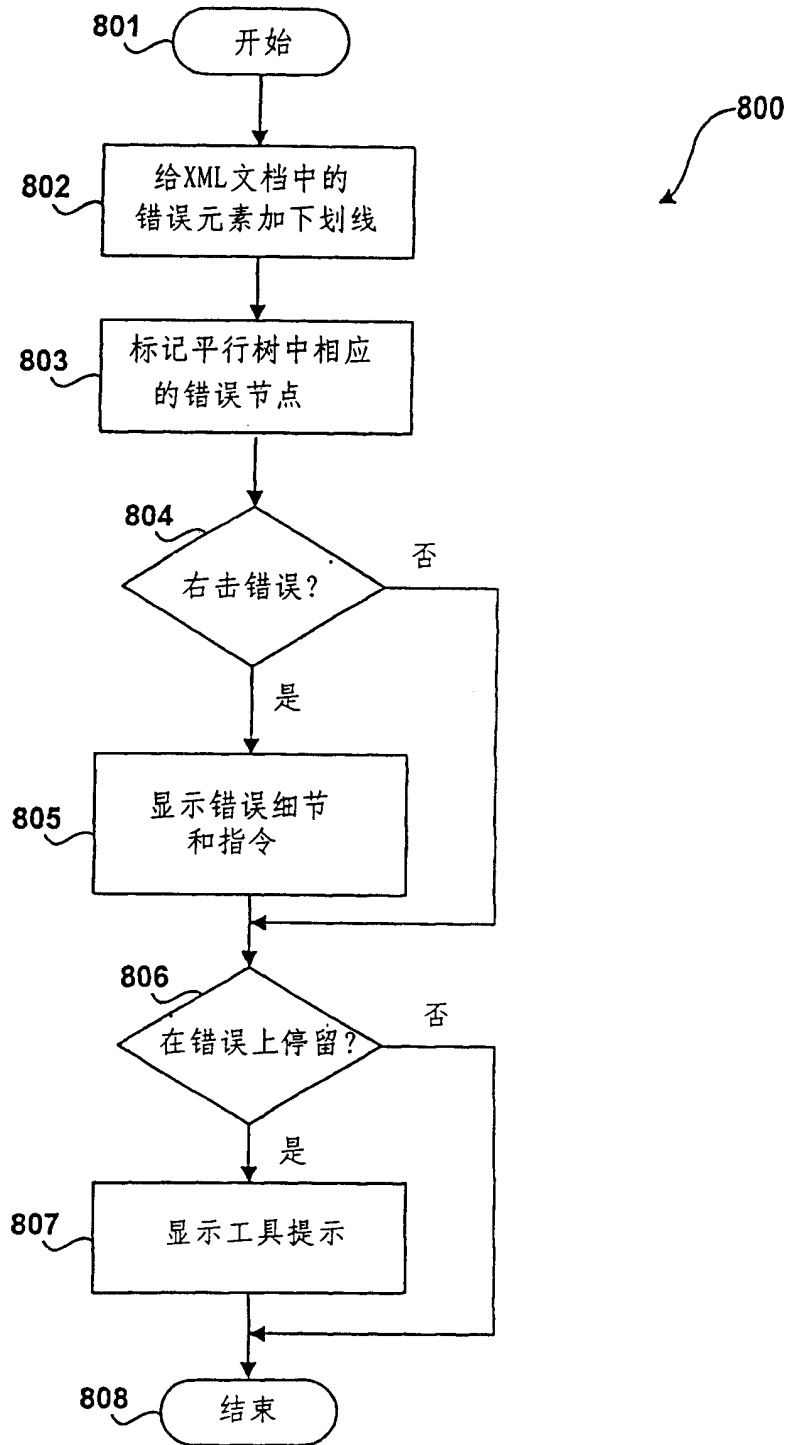 801
开始
800
802
给XML文档中的
错误元素加下划线
803
标记平行树中相应
的错误节点
804
否
右击错误?
是
805
显示错误细节
和指令
806
否
在错误上停留?
是
807
显示工具提示
808
结束